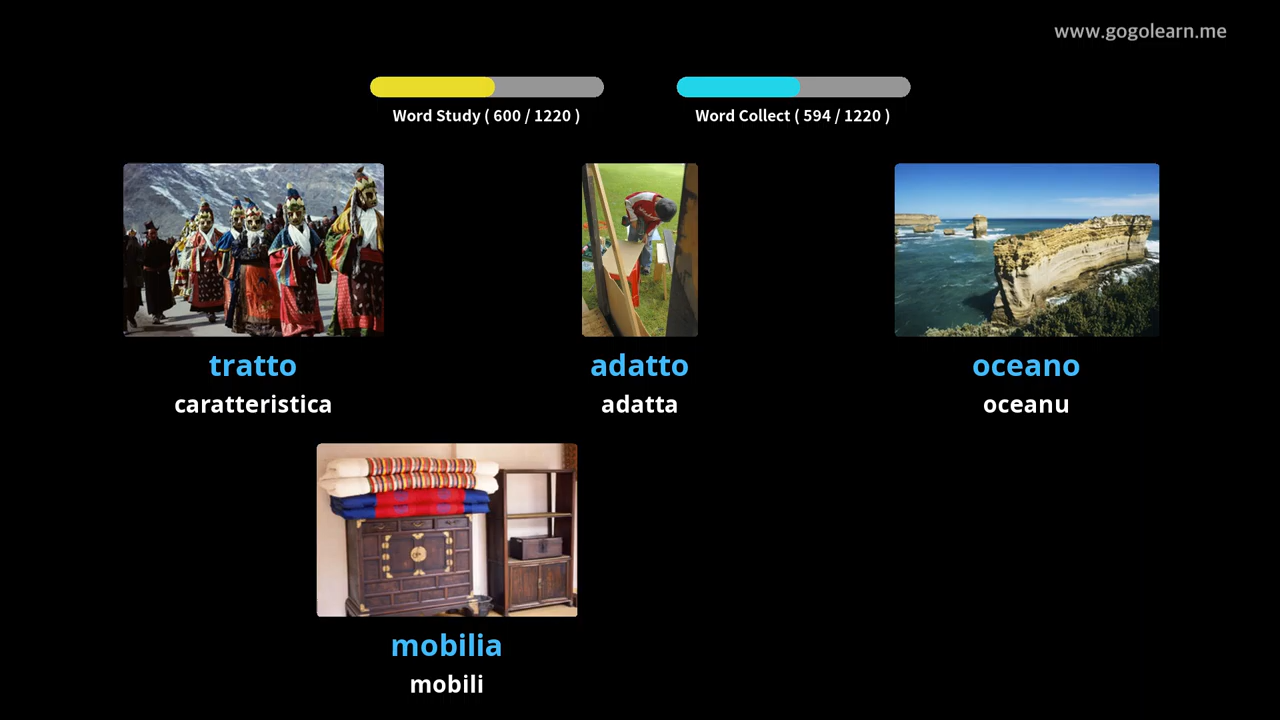 www.gogolearn.me
Word Study ( 600 / 1220 )
Word Collect ( 594 / 1220 )
tratto
caratteristica
adatto
adatta
oceano
oceanu
mobilia
mobili